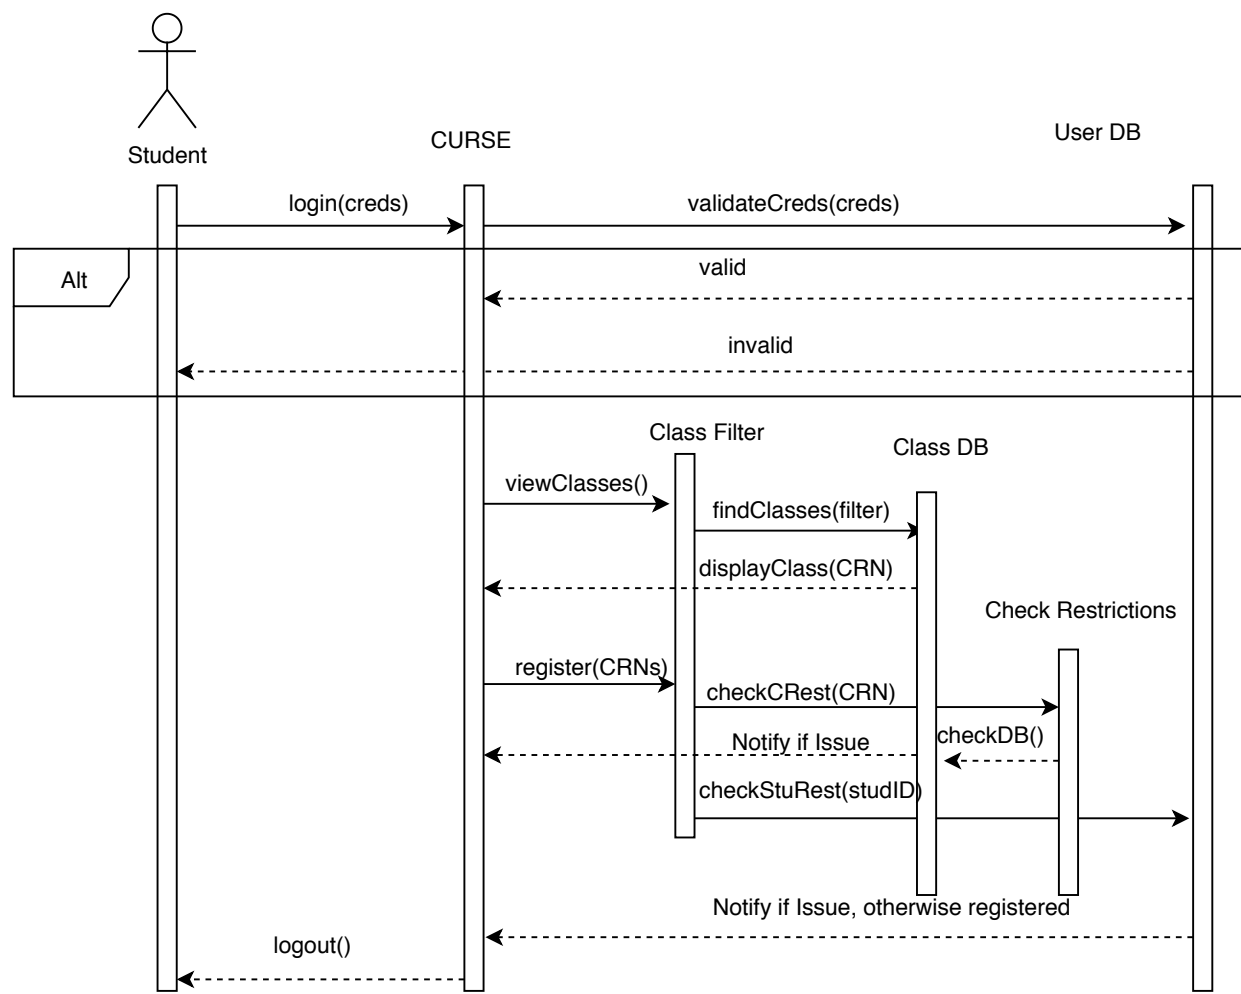 Student
CURSE
User DB
login(creds)
validateCreds(creds)
Alt
valid
invalid
Class Filter
Class DB
viewClasses()
findClasses(filter)
displayClass(CRN)
Check Restrictions
register(CRNs)
checkCRest(CRN)
Notify if Issue
checkDB()
checkStuRest(studID)
Notify if Issue, otherwise registered
logout()